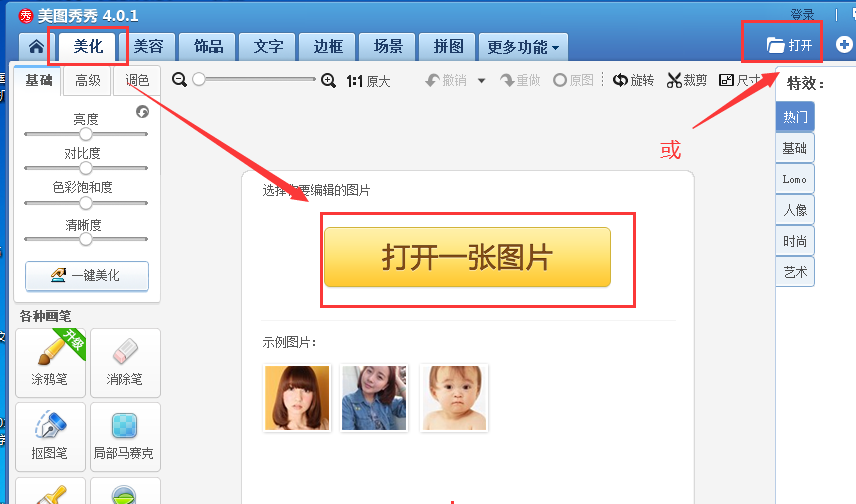 美图秀秀 4.0.1
登录
美化 美容 饰品 文字 边框 场景 拼图 更多功能 打开
基础 高级 调色
1:1 原大 撤销 重做 原图 旋转 裁剪 尺寸
特效：
亮度
对比度
色彩饱和度
清晰度
一键美化
各种画笔
升级
涂鸦笔 消除笔
抠图笔 局部马赛克
选择你要编辑的图片
打开一张图片
示例图片：
或
热门
基础
Lomo
人像
时尚
艺术